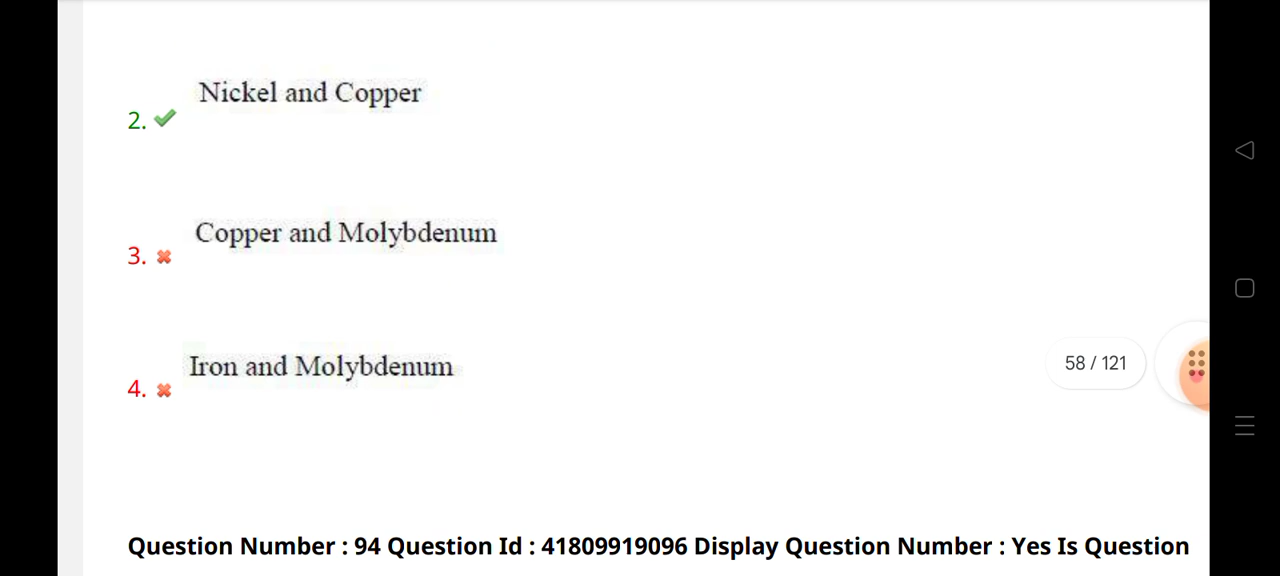 Nickel and Copper
2.
Copper and Molybdenum
3.
Iron and Molybdenum
4.
58 / 121
Question Number : 94 Question Id : 41809919096 Display Question Number : Yes Is Question